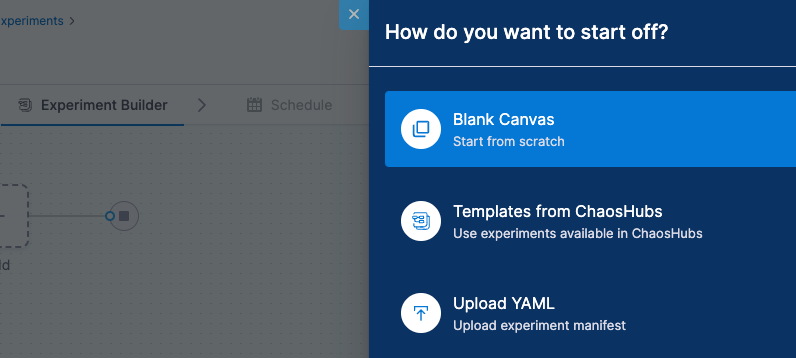 xperiments >
How do you want to start off?
Experiment Builder
Schedule
Blank Canvas
Start from scratch
Templates from ChaosHubs
Use experiments available in ChaosHubs
ld
Upload YAML
Upload experiment manifest